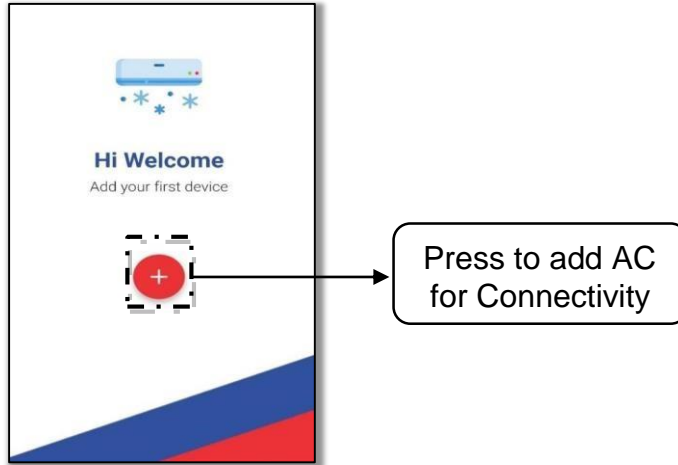 Hi Welcome
Add your first device
+
Press to add AC
for Connectivity